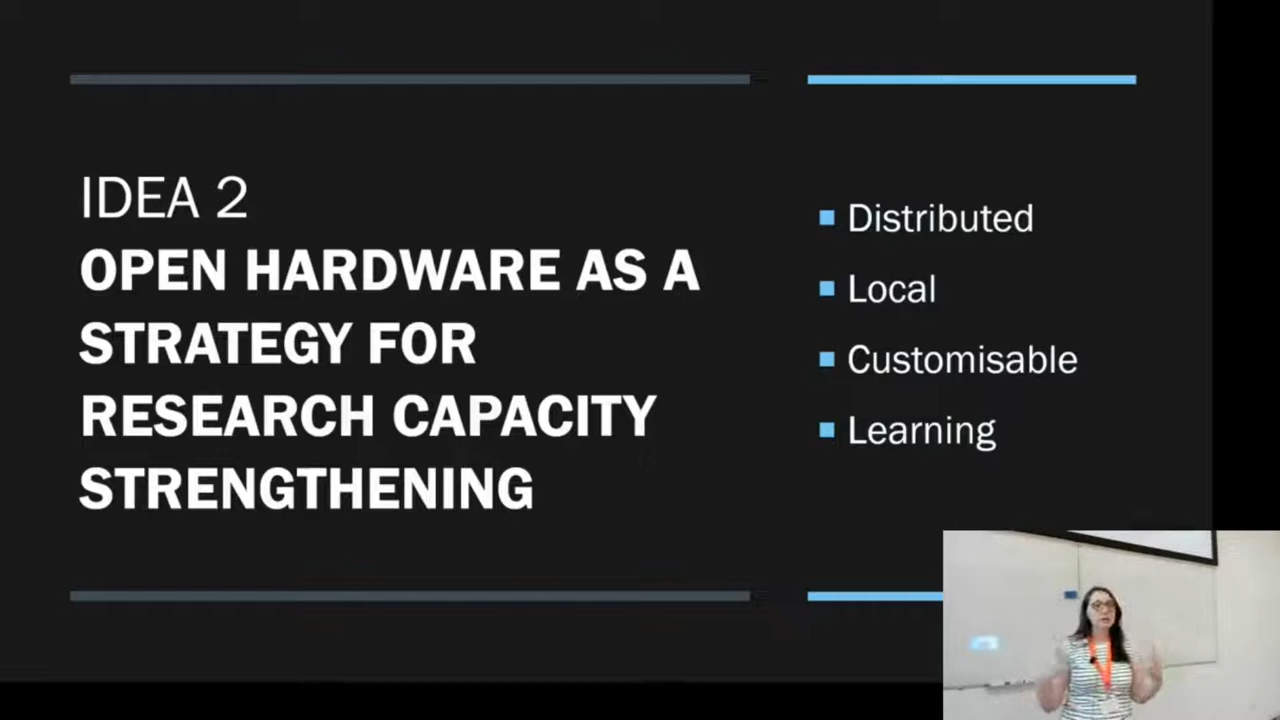 IDEA 2
OPEN HARDWARE AS A
STRATEGY FOR
RESEARCH CAPACITY
STRENGTHENING
Distributed
Local
Customisable
Learning